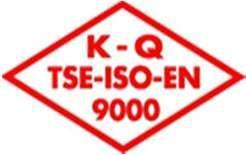 K - Q
TSE-ISO-EN
9000